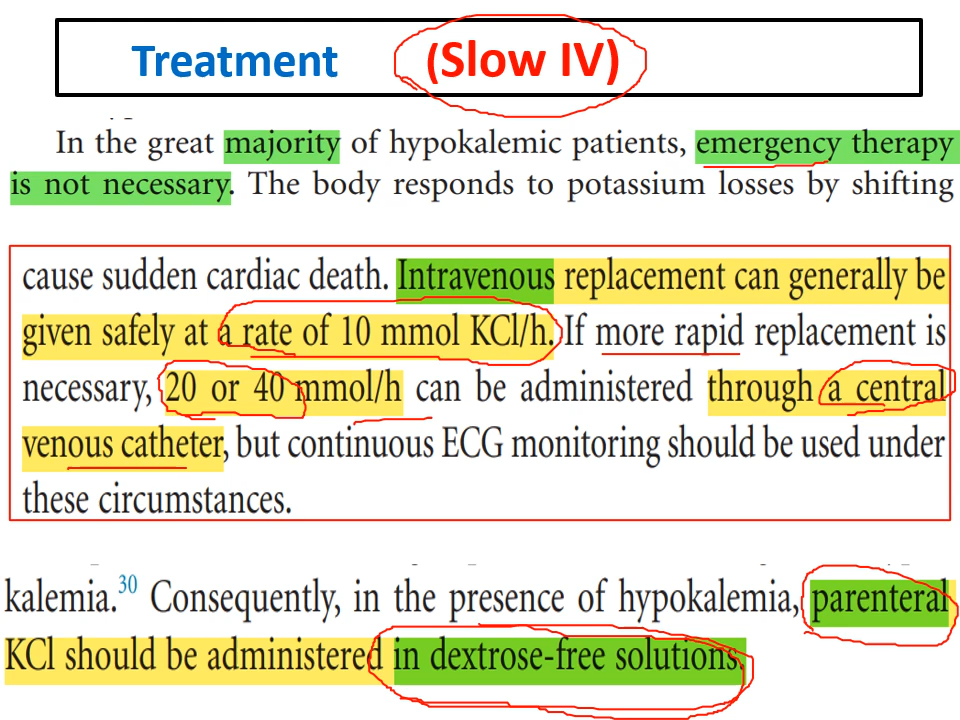 Treatment (Slow IV)
In the great majority of hypokalemic patients, emergency therapy
is not necessary. The body responds to potassium losses by shifting
cause sudden cardiac death. Intravenous replacement can generally be
given safely at a rate of 10 mmol KCl/h. If more rapid replacement is
necessary, 20 or 40 mmol/h can be administered through a central
venous catheter, but continuous ECG monitoring should be used under
these circumstances.
kalemia.30 Consequently, in the presence of hypokalemia, parenteral
KCl should be administered in dextrose-free solutions.